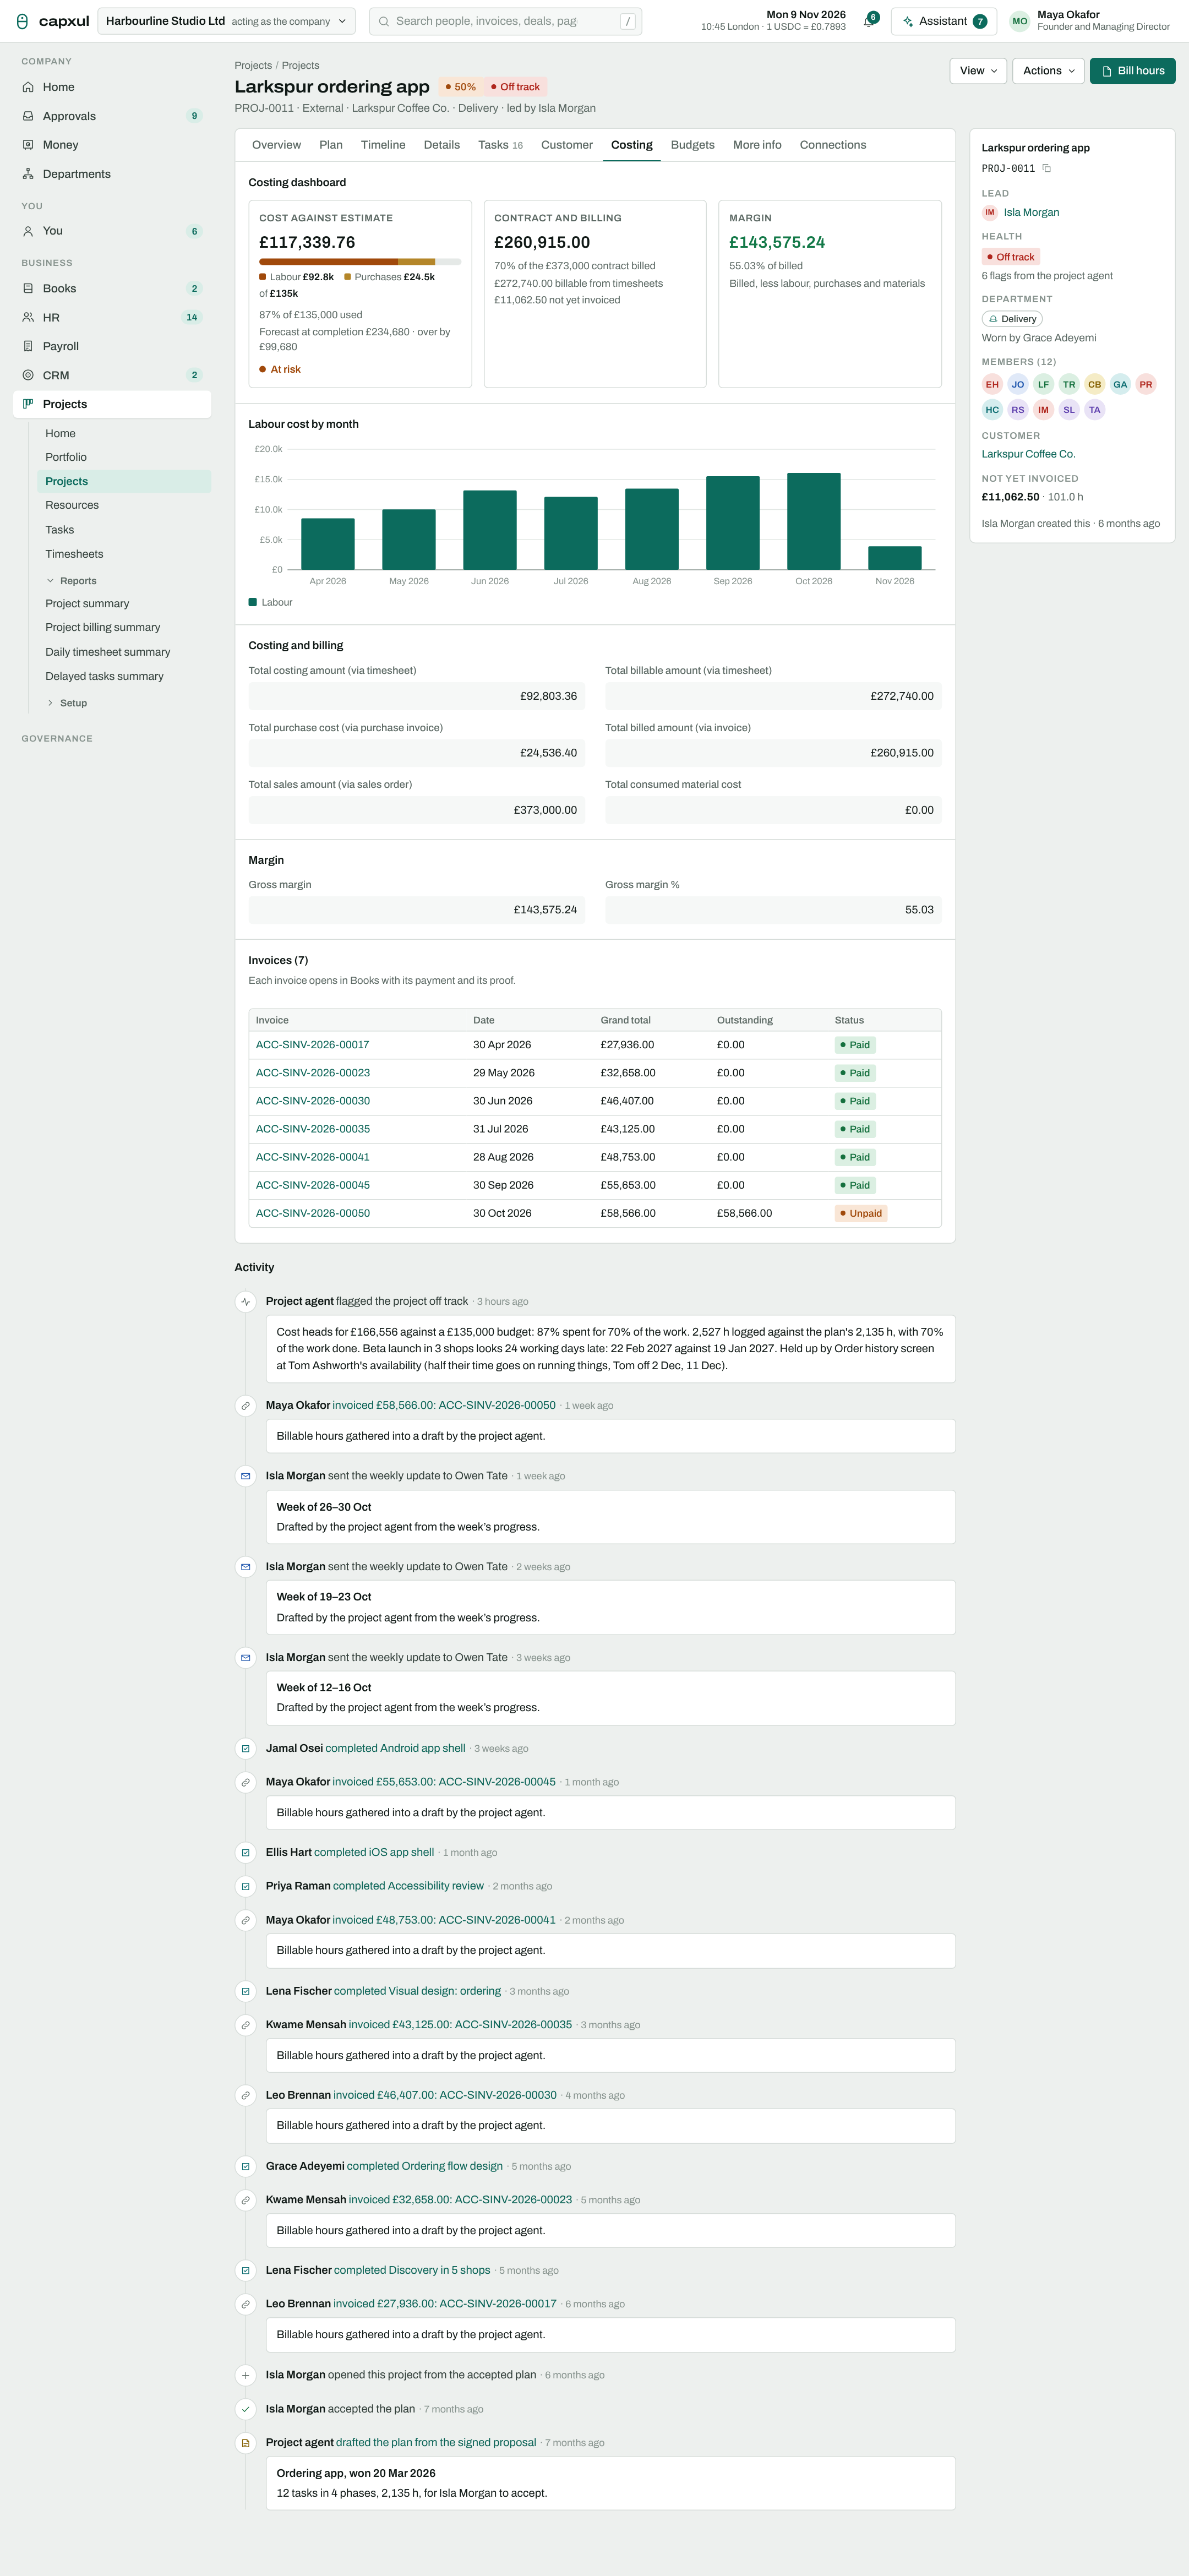 capxul
Harbourline Studio Ltd acting as the company
Search people, invoices, deals, pag
/
Mon 9 Nov 2026
10:45 London · 1 USDC = £0.7893
6
Assistant 7
MO
Maya Okafor
Founder and Managing Director
COMPANY
Home
Approvals 9
Money
Departments
YOU
You 6
BUSINESS
Books 2
HR 14
Payroll
CRM 2
Projects
Home
Portfolio
Projects
Resources
Tasks
Timesheets
Reports
Project summary
Project billing summary
Daily timesheet summary
Delayed tasks summary
Setup
GOVERNANCE
Projects / Projects
Larkspur ordering app 50% Off track
PROJ-0011 · External · Larkspur Coffee Co. · Delivery · led by Isla Morgan
View
Actions
Bill hours
Overview Plan Timeline Details Tasks 16 Customer Costing Budgets More info Connections
Costing dashboard
COST AGAINST ESTIMATE
£117,339.76
Labour £92.8k Purchases £24.5k
of £135k
87% of £135,000 used
Forecast at completion £234,680 · over by
£99,680
At risk
CONTRACT AND BILLING
£260,915.00
70% of the £373,000 contract billed
£272,740.00 billable from timesheets
£11,062.50 not yet invoiced
MARGIN
£143,575.24
55.03% of billed
Billed, less labour, purchases and materials
Labour cost by month
£20.0k
£15.0k
£10.0k
£5.0k
£0
Apr 2026 May 2026 Jun 2026 Jul 2026 Aug 2026 Sep 2026 Oct 2026 Nov 2026
Labour
Costing and billing
Total costing amount (via timesheet) Total billable amount (via timesheet)
£92,803.36 £272,740.00
Total purchase cost (via purchase invoice) Total billed amount (via invoice)
£24,536.40 £260,915.00
Total sales amount (via sales order) Total consumed material cost
£373,000.00 £0.00
Margin
Gross margin Gross margin %
£143,575.24 55.03
Invoices (7)
Each invoice opens in Books with its payment and its proof.
Invoice Date Grand total Outstanding Status
ACC-SINV-2026-00017 30 Apr 2026 £27,936.00 £0.00 Paid
ACC-SINV-2026-00023 29 May 2026 £32,658.00 £0.00 Paid
ACC-SINV-2026-00030 30 Jun 2026 £46,407.00 £0.00 Paid
ACC-SINV-2026-00035 31 Jul 2026 £43,125.00 £0.00 Paid
ACC-SINV-2026-00041 28 Aug 2026 £48,753.00 £0.00 Paid
ACC-SINV-2026-00045 30 Sep 2026 £55,653.00 £0.00 Paid
ACC-SINV-2026-00050 30 Oct 2026 £58,566.00 £58,566.00 Unpaid
Larkspur ordering app
PROJ-0011
LEAD
IM Isla Morgan
HEALTH
Off track
6 flags from the project agent
DEPARTMENT
Delivery
Worn by Grace Adeyemi
MEMBERS (12)
EH JO LF TR CB GA PR
HC RS IM SL TA
CUSTOMER
Larkspur Coffee Co.
NOT YET INVOICED
£11,062.50 · 101.0 h
Isla Morgan created this · 6 months ago
Activity
Project agent flagged the project off track · 3 hours ago
Cost heads for £166,556 against a £135,000 budget: 87% spent for 70% of the work. 2,527 h logged against the plan's 2,135 h, with 70%
of the work done. Beta launch in 3 shops looks 24 working days late: 22 Feb 2027 against 19 Jan 2027. Held up by Order history screen
at Tom Ashworth's availability (half their time goes on running things, Tom off 2 Dec, 11 Dec).
Maya Okafor invoiced £58,566.00: ACC-SINV-2026-00050 · 1 week ago
Billable hours gathered into a draft by the project agent.
Isla Morgan sent the weekly update to Owen Tate · 1 week ago
Week of 26–30 Oct
Drafted by the project agent from the week's progress.
Isla Morgan sent the weekly update to Owen Tate · 2 weeks ago
Week of 19–23 Oct
Drafted by the project agent from the week's progress.
Isla Morgan sent the weekly update to Owen Tate · 3 weeks ago
Week of 12–16 Oct
Drafted by the project agent from the week's progress.
Jamal Osei completed Android app shell · 3 weeks ago
Maya Okafor invoiced £55,653.00: ACC-SINV-2026-00045 · 1 month ago
Billable hours gathered into a draft by the project agent.
Ellis Hart completed iOS app shell · 1 month ago
Priya Raman completed Accessibility review · 2 months ago
Maya Okafor invoiced £48,753.00: ACC-SINV-2026-00041 · 2 months ago
Billable hours gathered into a draft by the project agent.
Lena Fischer completed Visual design: ordering · 3 months ago
Kwame Mensah invoiced £43,125.00: ACC-SINV-2026-00035 · 3 months ago
Billable hours gathered into a draft by the project agent.
Leo Brennan invoiced £46,407.00: ACC-SINV-2026-00030 · 4 months ago
Billable hours gathered into a draft by the project agent.
Grace Adeyemi completed Ordering flow design · 5 months ago
Kwame Mensah invoiced £32,658.00: ACC-SINV-2026-00023 · 5 months ago
Billable hours gathered into a draft by the project agent.
Lena Fischer completed Discovery in 5 shops · 5 months ago
Leo Brennan invoiced £27,936.00: ACC-SINV-2026-00017 · 6 months ago
Billable hours gathered into a draft by the project agent.
Isla Morgan opened this project from the accepted plan · 6 months ago
Isla Morgan accepted the plan · 7 months ago
Project agent drafted the plan from the signed proposal · 7 months ago
Ordering app, won 20 Mar 2026
12 tasks in 4 phases, 2,135 h, for Isla Morgan to accept.